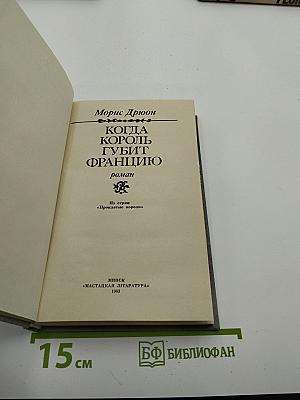 Морис Дрюон
КОГДА
КОРОЛЬ
ГУБИТ
ФРАНЦИЮ
роман
Из серии
«Проклятые короли»
МИНСК
«МАСТАЦКАЯ ЛІТАРАТУРА»
1983
15 см
БФ БИБЛИОФАН